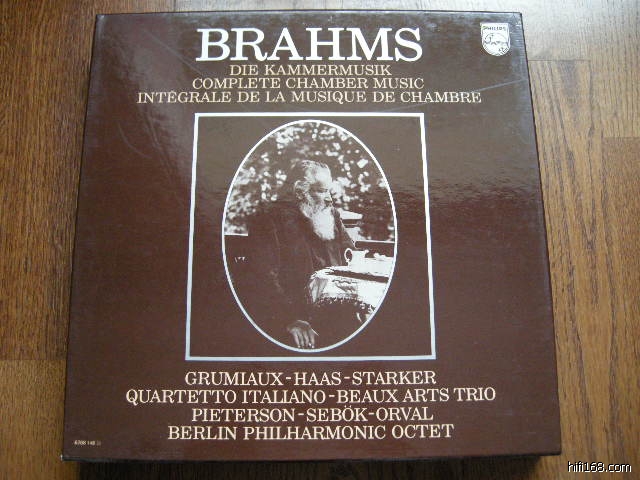 BRAHMS
PHILIPS
DIE KAMMERMUSIK
COMPLETE CHAMBER MUSIC
INTÉGRALE DE LA MUSIQUE DE CHAMBRE
GRUMIAUX-HAAS-STARKER
QUARTETTO ITALIANO-BEAUX ARTS TRIO
PIETERSON-SEBÖK-ORVAL
BERLIN PHILHARMONIC OCTET
hifi168.com